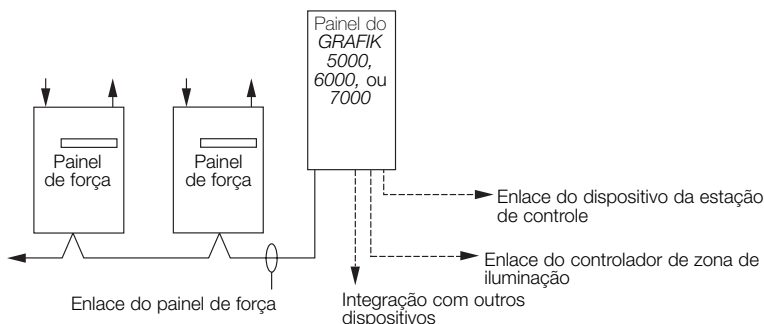 Painel do
GRAFIK
5000,
6000, ou
7000
Painel
de força
Painel
de força
Enlace do dispositivo da estação
de controle
Enlace do controlador de zona de
iluminação
Enlace do painel de força
Integração com outros
dispositivos